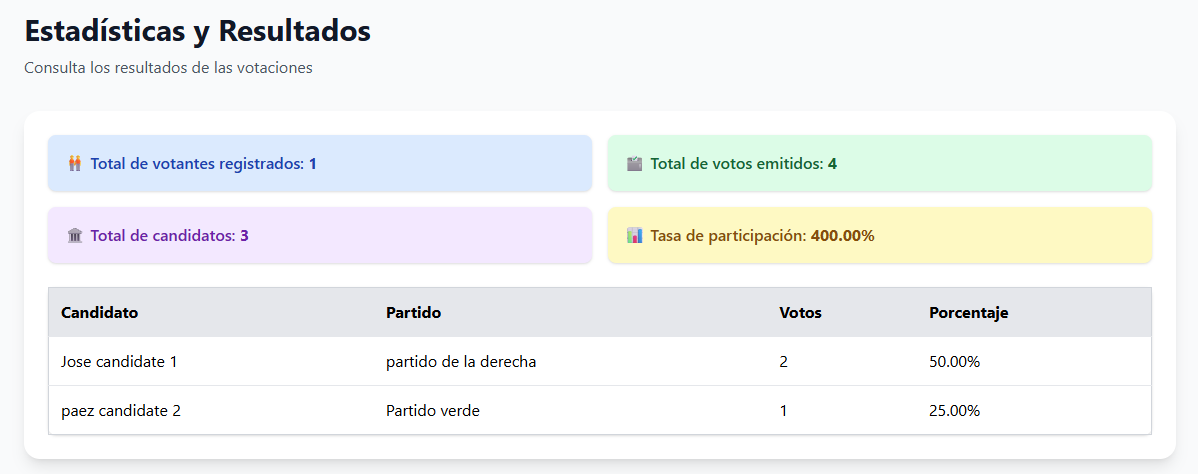 Estadísticas y Resultados
Consulta los resultados de las votaciones
Total de votantes registrados: 1
Total de votos emitidos: 4
Total de candidatos: 3
Tasa de participación: 400.00%
Candidato Partido Votos Porcentaje
Jose candidate 1 partido de la derecha 2 50.00%
paez candidate 2 Partido verde 1 25.00%